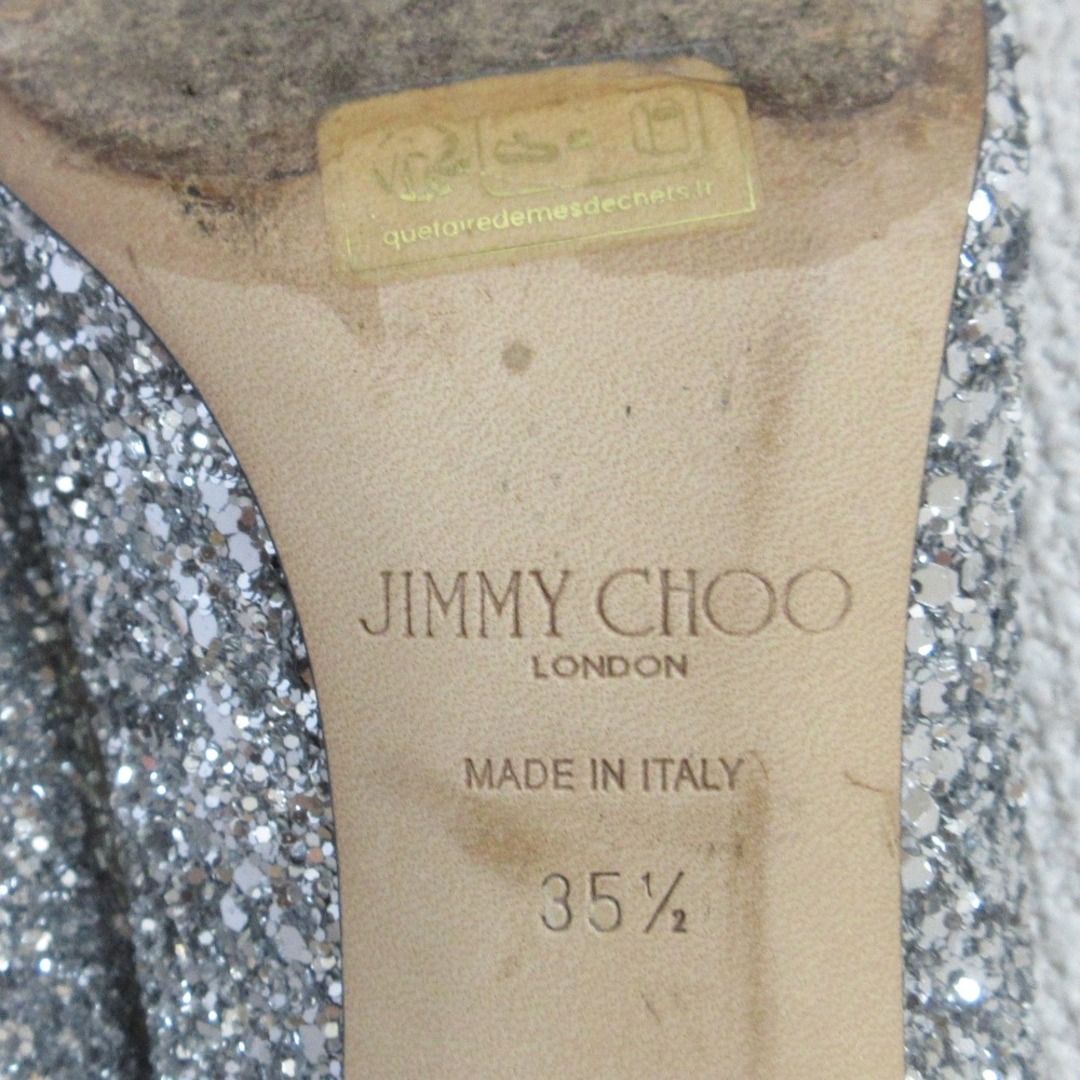 quefairedemesdechets.fr
JIMMY CHOO
LONDON
MADE IN ITALY
35½